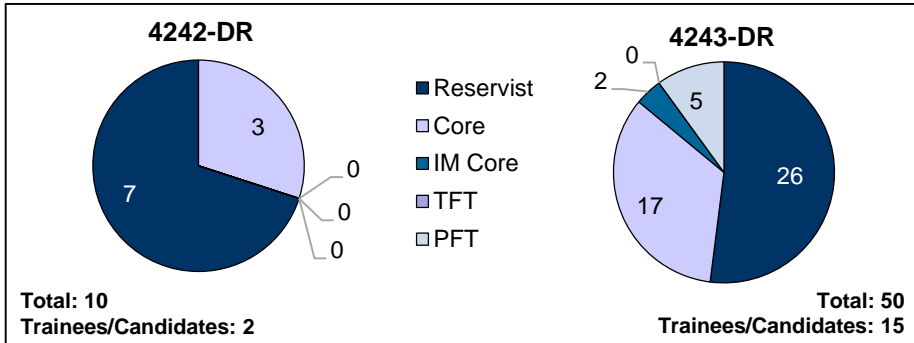 4242-DR
3
7
0
0
0
Total: 10
Trainees/Candidates: 2
Reservist
Core
IM Core
TFT
PFT
4243-DR
0
2
5
26
17
Total: 50
Trainees/Candidates: 15